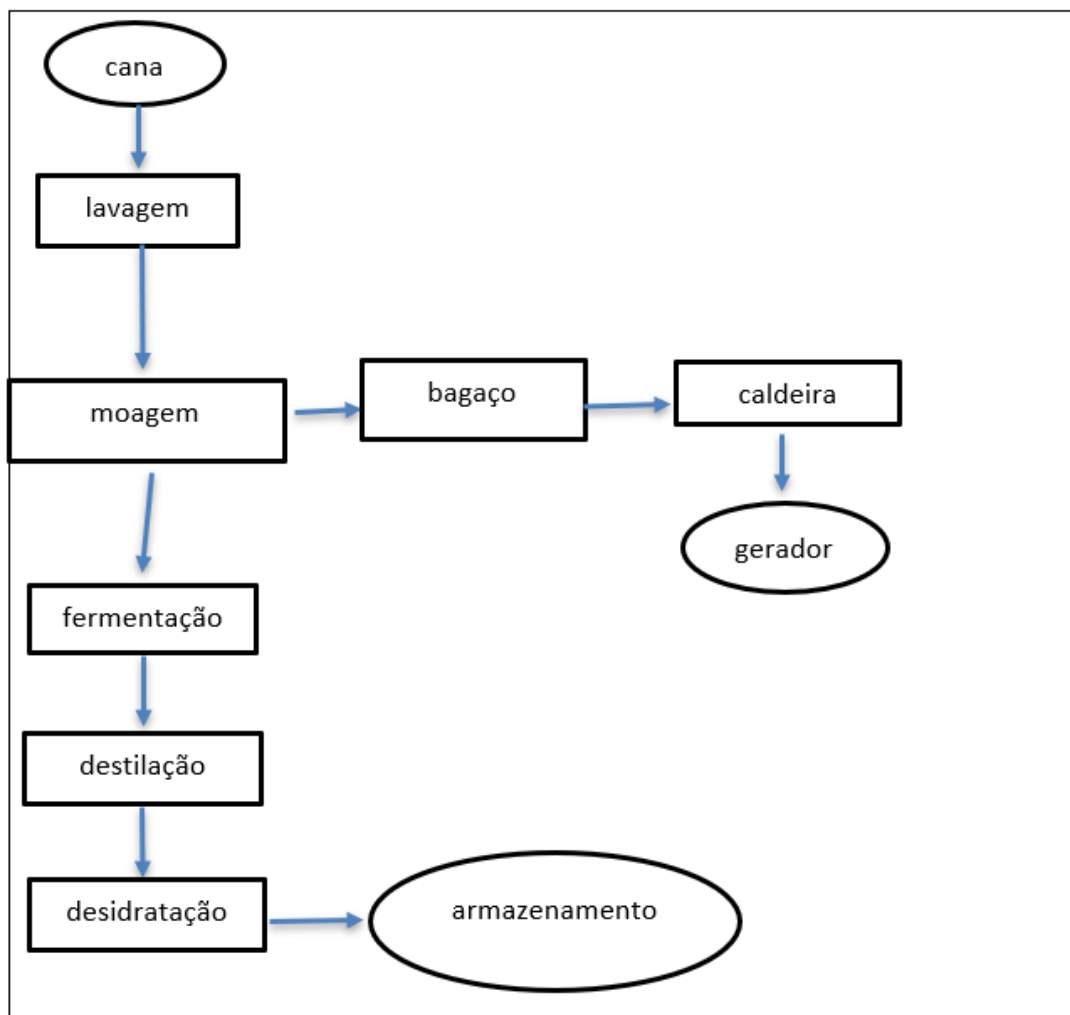 cana
lavagem
moagem
bagaço
caldeira
gerador
fermentação
destilação
desidratação
armazenamento